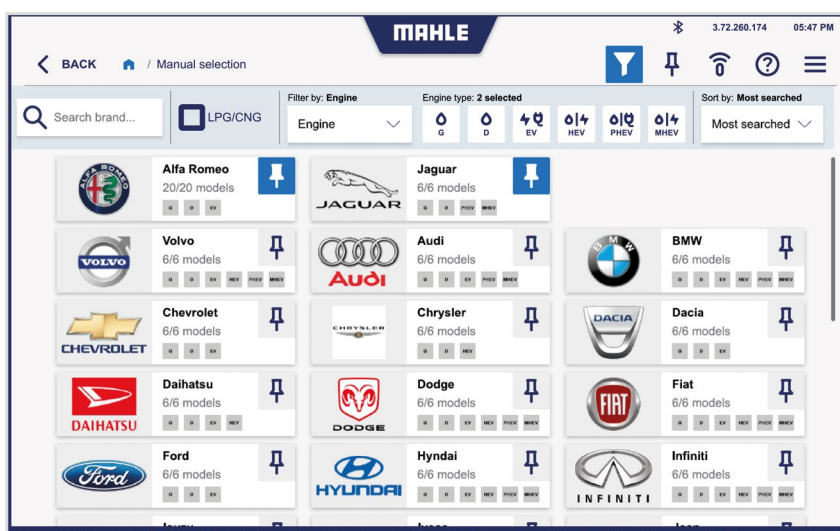 MAHLE
3.72.260.174 05:47 PM
BACK / Manual selection
Filter by: Engine Engine type: 2 selected Sort by: Most searched
Search brand... LPG/CNG Engine G D EV HEV PHEV MHEV Most searched
Alfa Romeo
20/20 models
G D EV
JAGUAR
Jaguar
6/6 models
G D PHEV MHEV
VOLVO
Volvo
6/6 models
G D EV HEV PHEV MHEV
Audi
Audi
6/6 models
G D EV PHEV MHEV
BMW
BMW
6/6 models
G D EV HEV PHEV MHEV
CHEVROLET
Chevrolet
6/6 models
G D EV
CHRYSLER
Chrysler
6/6 models
G D HEV
DACIA
Dacia
6/6 models
G D EV
DAIHATSU
Daihatsu
6/6 models
G D EV HEV
DODGE
Dodge
6/6 models
G D EV HEV PHEV MHEV
FIAT
Fiat
6/6 models
G D EV HEV PHEV MHEV
Ford
Ford
6/6 models
G D EV
HYUNDAI
Hyndai
6/6 models
G D EV HEV PHEV MHEV
INFINITI
Infiniti
6/6 models
G D EV HEV PHEV MHEV